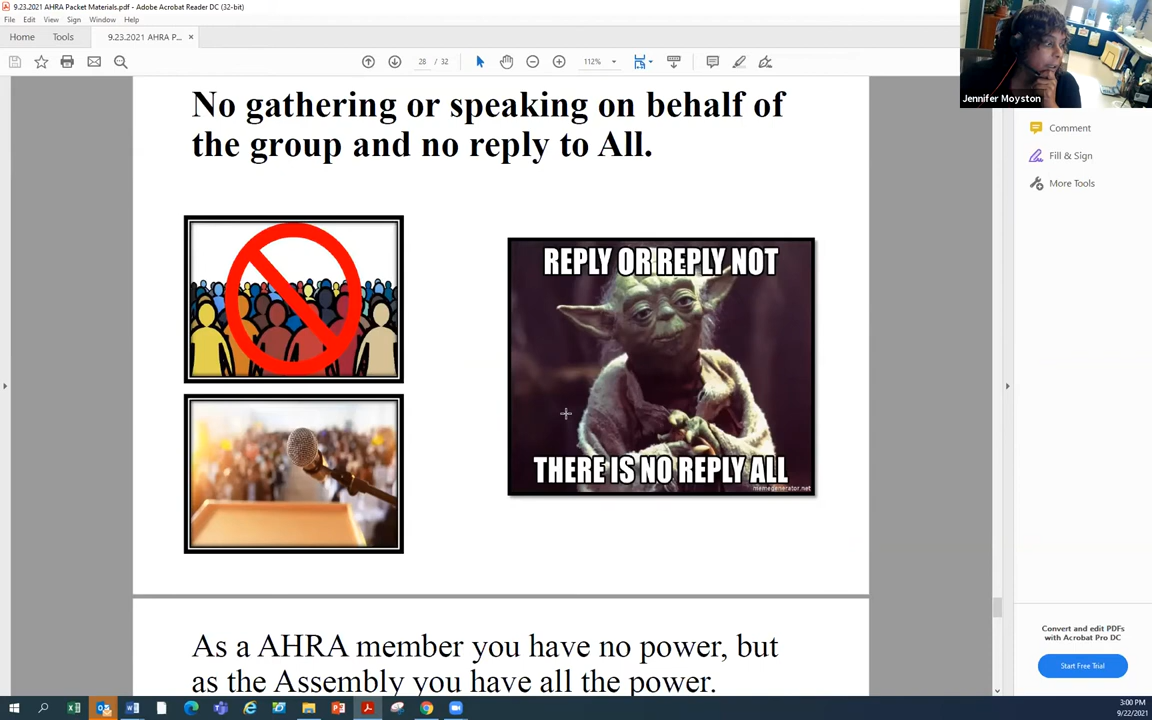 9.23.2021 AHRA Packet Materials.pdf - Adobe Acrobat Reader DC (32-bit)
File Edit View Sign Window Help
Home Tools 9.23.2021 AHRA P... ×
28 / 32 112%
Jennifer Moyston
Comment
Fill & Sign
More Tools
No gathering or speaking on behalf of
the group and no reply to All.
REPLY OR REPLY NOT
THERE IS NO REPLY ALL
memegenerator.net
As a AHRA member you have no power, but
as the Assembly you have all the power.
Convert and edit PDFs
with Acrobat Pro DC
Start Free Trial
3:00 PM
9/22/2021